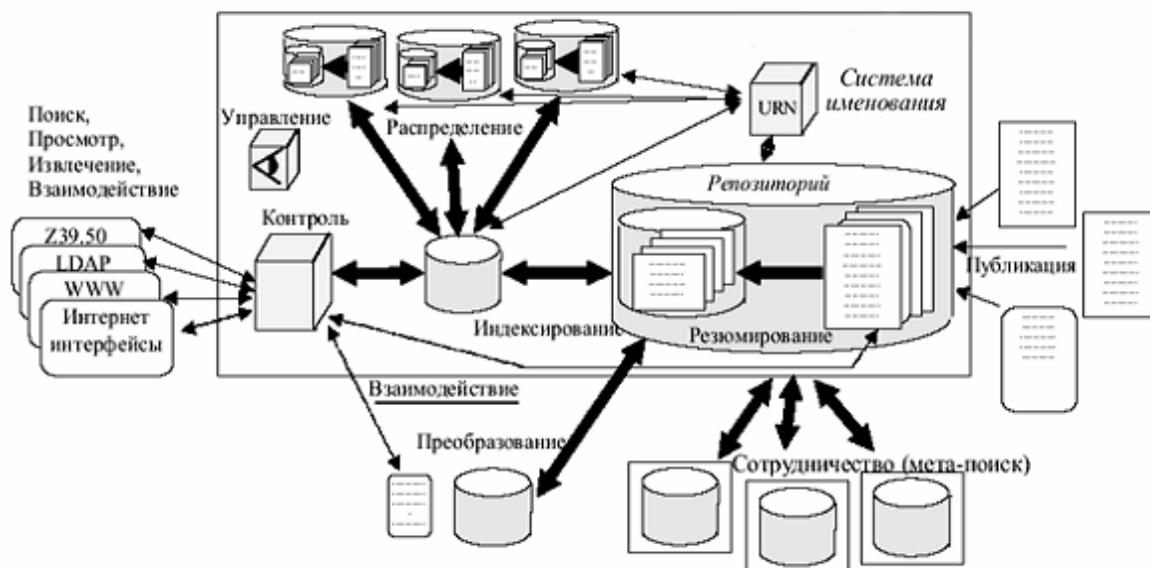 Поиск,
Просмотр,
Извлечение,
Взаимодействие
Z39.50
LDAP
WWW
Интернет
интерфейсы
Управление
Распределение
Контроль
URN
Система
именования
Репозиторий
Индексирование
Резюмирование
Публикация
Взаимодействие
Преобразование
Сотрудничество (мета-поиск)